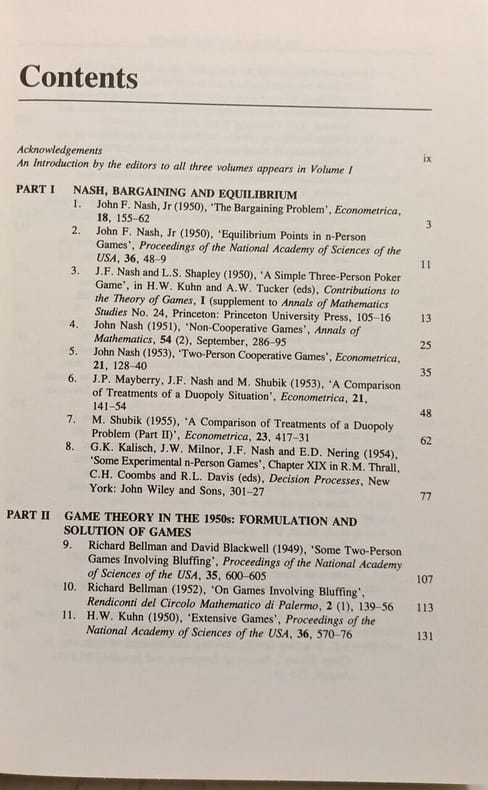 Contents
Acknowledgements ix
An Introduction by the editors to all three volumes appears in Volume I
PART I NASH, BARGAINING AND EQUILIBRIUM
1. John F. Nash, Jr (1950), ‘The Bargaining Problem’, Econometrica,
18, 155–62 3
2. John F. Nash, Jr (1950), ‘Equilibrium Points in n-Person
Games’, Proceedings of the National Academy of Sciences of the
USA, 36, 48–9 11
3. J.F. Nash and L.S. Shapley (1950), ‘A Simple Three-Person Poker
Game’, in H.W. Kuhn and A.W. Tucker (eds), Contributions to
the Theory of Games, I (supplement to Annals of Mathematics
Studies No. 24, Princeton: Princeton University Press, 105–16 13
4. John Nash (1951), ‘Non-Cooperative Games’, Annals of
Mathematics, 54 (2), September, 286–95 25
5. John Nash (1953), ‘Two-Person Cooperative Games’, Econometrica,
21, 128–40 35
6. J.P. Mayberry, J.F. Nash and M. Shubik (1953), ‘A Comparison
of Treatments of a Duopoly Situation’, Econometrica, 21,
141–54 48
7. M. Shubik (1955), ‘A Comparison of Treatments of a Duopoly
Problem (Part II)’, Econometrica, 23, 417–31 62
8. G.K. Kalisch, J.W. Milnor, J.F. Nash and E.D. Nering (1954),
‘Some Experimental n-Person Games’, Chapter XIX in R.M. Thrall,
C.H. Coombs and R.L. Davis (eds), Decision Processes, New
York: John Wiley and Sons, 301–27 77
PART II GAME THEORY IN THE 1950s: FORMULATION AND
SOLUTION OF GAMES
9. Richard Bellman and David Blackwell (1949), ‘Some Two-Person
Games Involving Bluffing’, Proceedings of the National Academy
of Sciences of the USA, 35, 600–605 107
10. Richard Bellman (1952), ‘On Games Involving Bluffing’,
Rendiconti del Circolo Mathematico di Palermo, 2 (1), 139–56 113
11. H.W. Kuhn (1950), ‘Extensive Games’, Proceedings of the
National Academy of Sciences of the USA, 36, 570–76 131